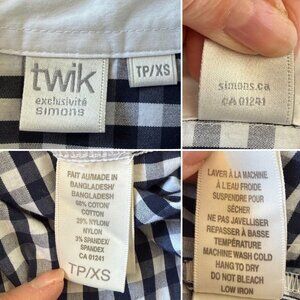 twik
exclusivité
simons
TP/XS
simons.ca
CA 01241
FAIT AU/MADE IN
BANGLADESH/
BANGLADESH
68% COTON/
COTTON
29% NYLON/
NYLON
3% SPANDEX/
SPANDEX
CA 01241
TP/XS
LAVER À LA MACHINE
À L'EAU FROIDE
SUSPENDRE POUR
SÉCHER
NE PAS JAVELLISER
REPASSER À BASSE
TEMPÉRATURE
MACHINE WASH COLD
HANG TO DRY
DO NOT BLEACH
LOW IRON